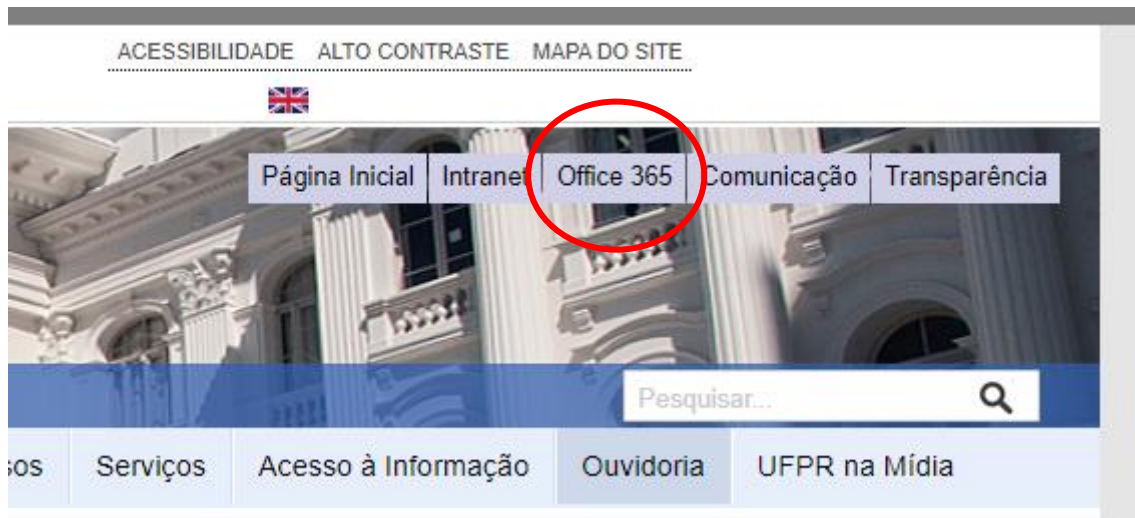 ACESSIBILIDADE ALTO CONTRASTE MAPA DO SITE
Página Inicial Intranet Office 365 Comunicação Transparência
Pesquisar...
sos Serviços Acesso à Informação Ouvidoria UFPR na Mídia